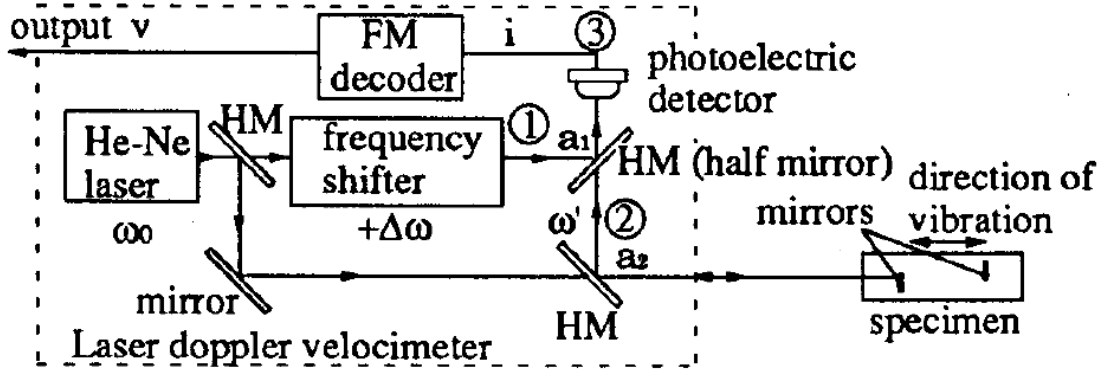 output v
FM
decoder
i
③
photoelectric
detector
HM
He-Ne
laser
frequency
shifter
①
a₁
HM (half mirror)
direction of
vibration
mirrors
ω₀
+Δω
ω'
②
a₂
mirror
HM
specimen
Laser doppler velocimeter